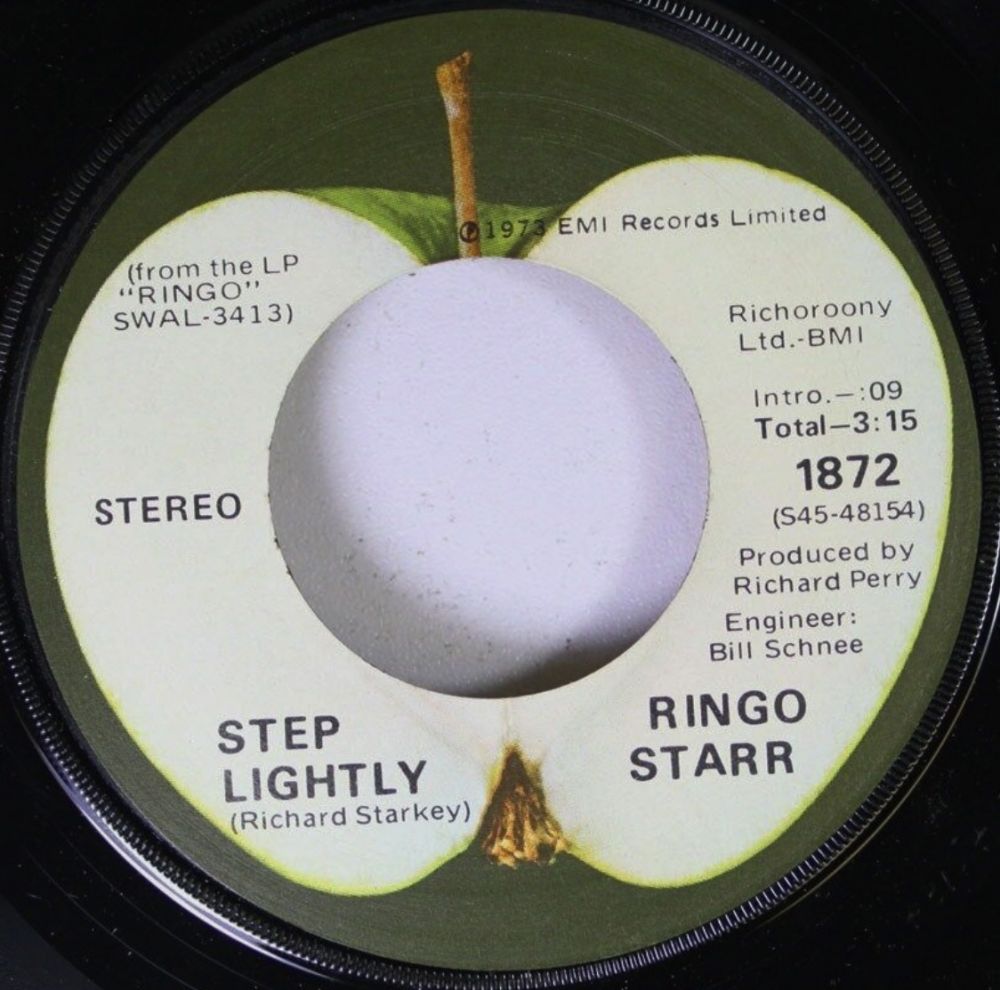 ℗1973 EMI Records Limited
(from the LP
"RINGO"
SWAL-3413)
STEREO
Richoroony
Ltd.-BMI
Intro.—:09
Total—3:15
1872
(S45-48154)
Produced by
Richard Perry
Engineer:
Bill Schnee
STEP
LIGHTLY
(Richard Starkey)
RINGO
STARR